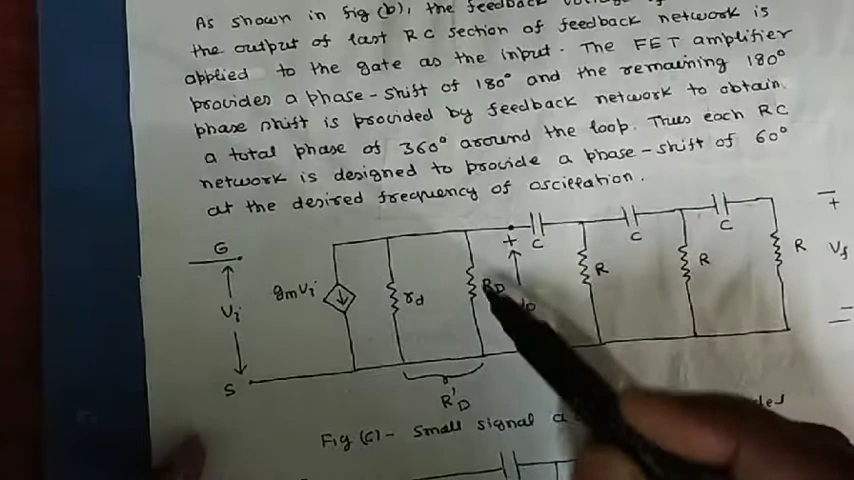 As shown in fig (b), the feedback
the output of last RC section of feedback network is
applied to the gate as the input. The FET amplifier
provides a phase-shift of 180° and the remaining 180°
phase shift is provided by feedback network to obtain
a total phase of 360° around the loop. Thus each RC
network is designed to provide a phase-shift of 60°
at the desired frequency of oscillation.
G
+
+ C
C
C
Vi
gmVi
rd
RD
R
R
R
Vf
S
R'D
Fig (c)- Small signal